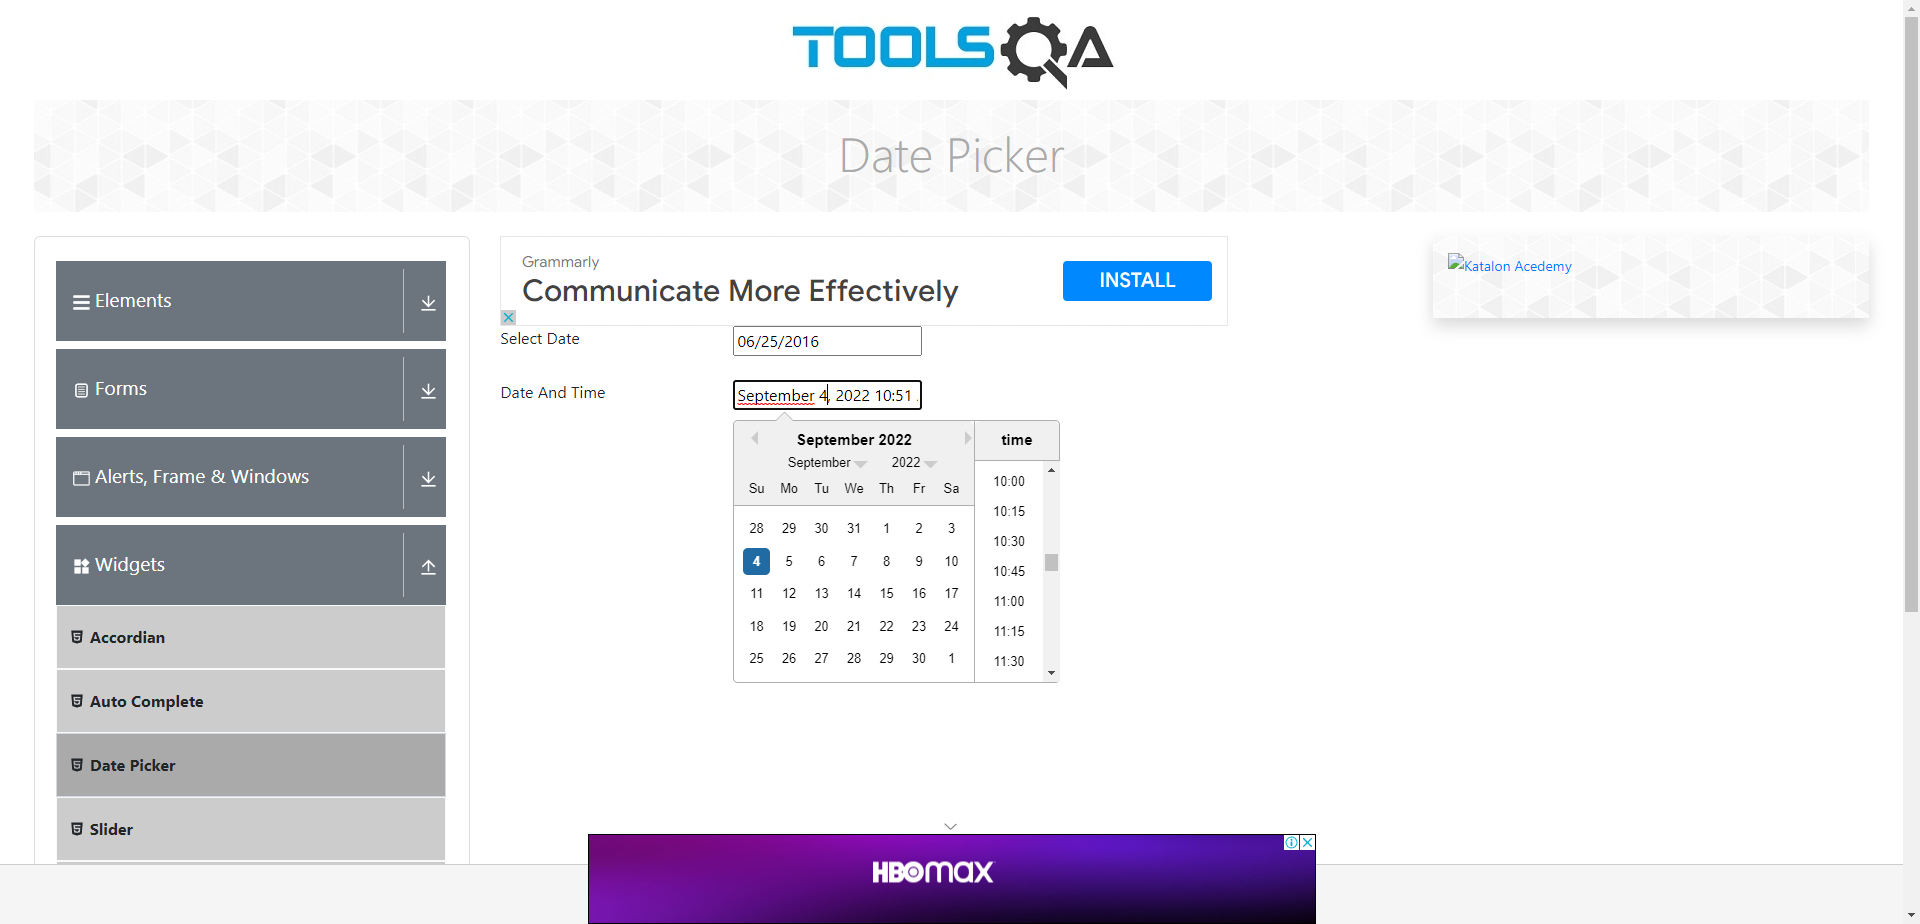 TOOLSQA
Date Picker
Elements
Forms
Alerts, Frame & Windows
Widgets
Accordian
Auto Complete
Date Picker
Slider
Grammarly
Communicate More Effectively
INSTALL
Select Date
06/25/2016
Date And Time
September 4, 2022 10:51
September 2022
September 2022
Su Mo Tu We Th Fr Sa
28 29 30 31 1 2 3
4 5 6 7 8 9 10
11 12 13 14 15 16 17
18 19 20 21 22 23 24
25 26 27 28 29 30 1
time
10:00
10:15
10:30
10:45
11:00
11:15
11:30
Katalon Acedemy
HBOmax